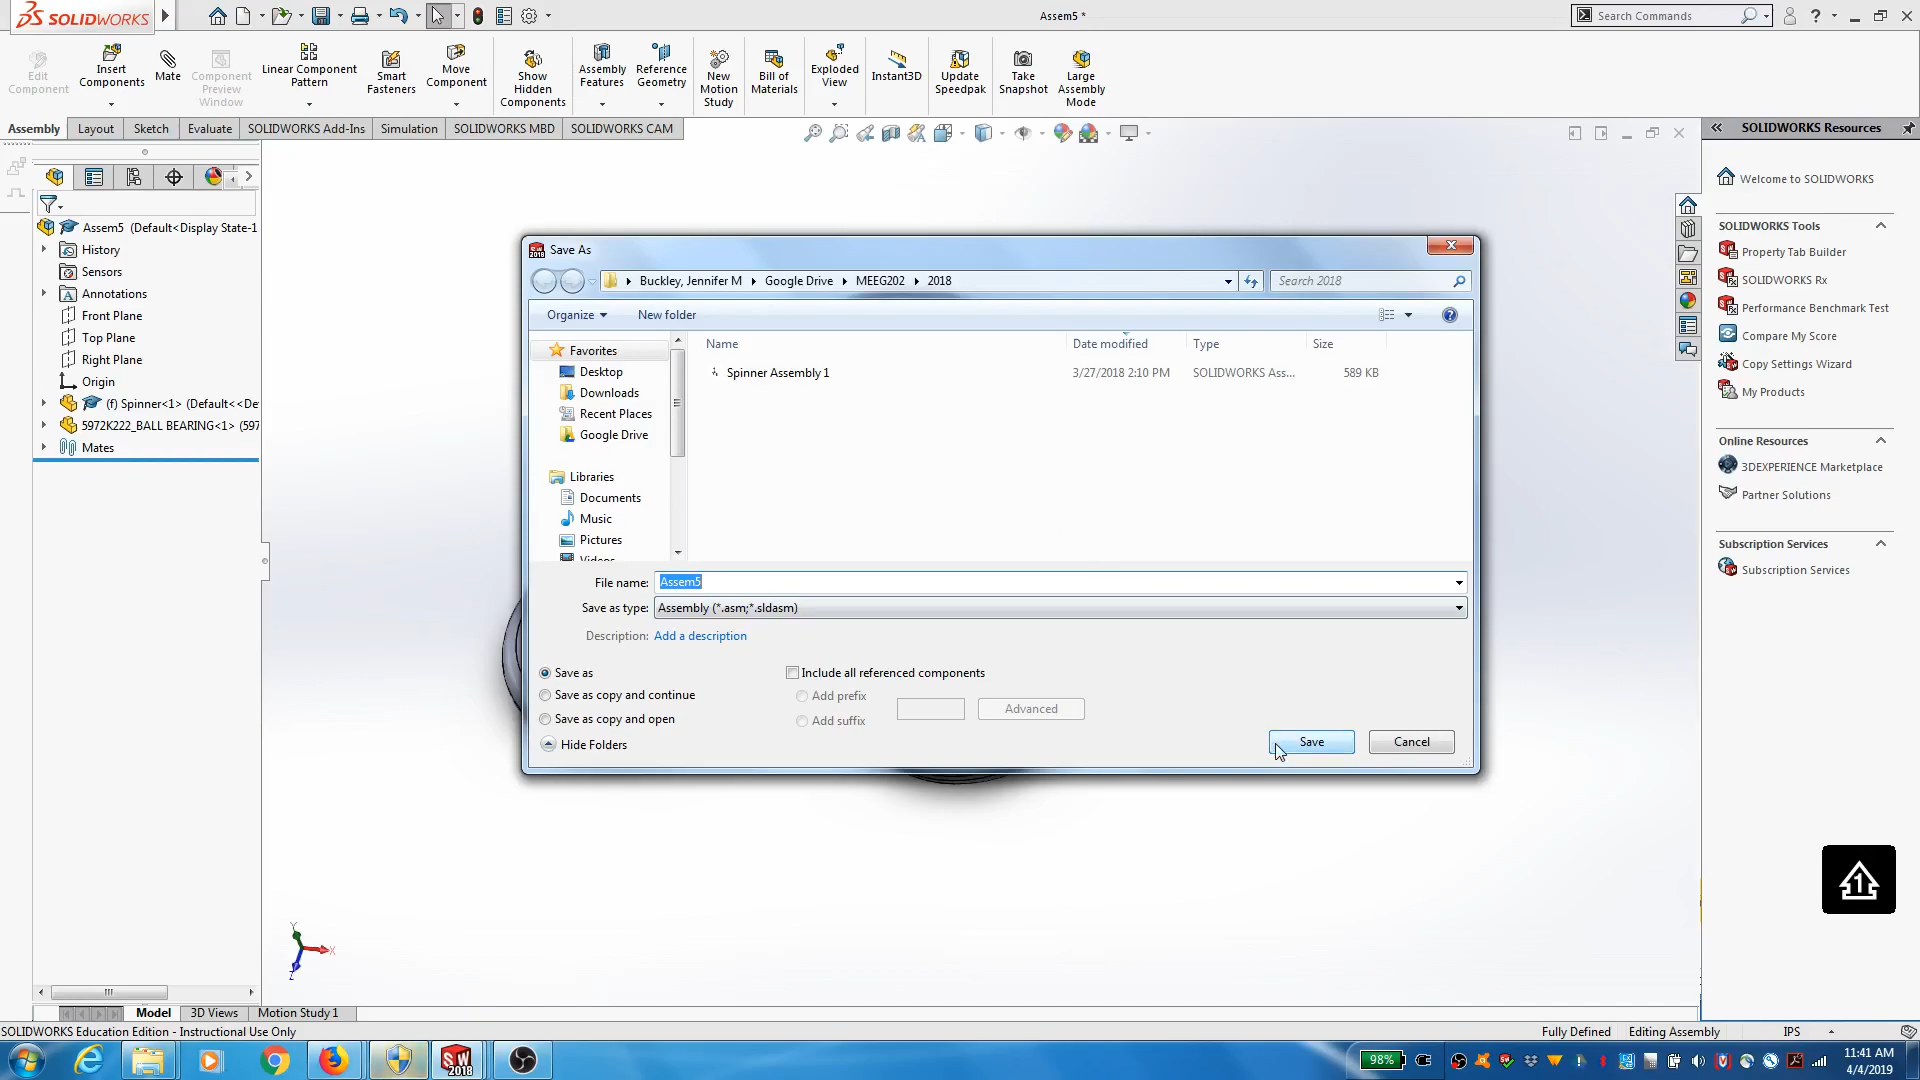 SOLIDWORKS
Assem5 *
Search Commands
Edit Component
Insert Components
Mate
Component Preview Window
Linear Component Pattern
Smart Fasteners
Move Component
Show Hidden Components
Assembly Features
Reference Geometry
New Motion Study
Bill of Materials
Exploded View
Instant3D
Update Speedpak
Take Snapshot
Large Assembly Mode
Assembly
Layout
Sketch
Evaluate
SOLIDWORKS Add-Ins
Simulation
SOLIDWORKS MBD
SOLIDWORKS CAM
Assem5 (Default<Display State-1
History
Sensors
Annotations
Front Plane
Top Plane
Right Plane
Origin
(f) Spinner<1> (Default<<De
5972K222_BALL BEARING<1> (597
Mates
Save As
Buckley, Jennifer M
Google Drive
MEEG202
2018
Search 2018
Organize
New folder
Name
Date modified
Type
Size
Spinner Assembly 1
3/27/2018 2:10 PM
SOLIDWORKS Ass...
589 KB
Favorites
Desktop
Downloads
Recent Places
Google Drive
Libraries
Documents
Music
Pictures
Videos
File name:
Assem5
Save as type:
Assembly (*.asm;*.sldasm)
Description:
Add a description
Save as
Save as copy and continue
Save as copy and open
Include all referenced components
Add prefix
Add suffix
Advanced
Hide Folders
Save
Cancel
SOLIDWORKS Resources
Welcome to SOLIDWORKS
SOLIDWORKS Tools
Property Tab Builder
SOLIDWORKS Rx
Performance Benchmark Test
Compare My Score
Copy Settings Wizard
My Products
Online Resources
3DEXPERIENCE Marketplace
Partner Solutions
Subscription Services
Subscription Services
1
Y
X
Z
Model
3D Views
Motion Study 1
SOLIDWORKS Education Edition - Instructional Use Only
Fully Defined
Editing Assembly
IPS
SW 2018
98%
11:41 AM
4/4/2019